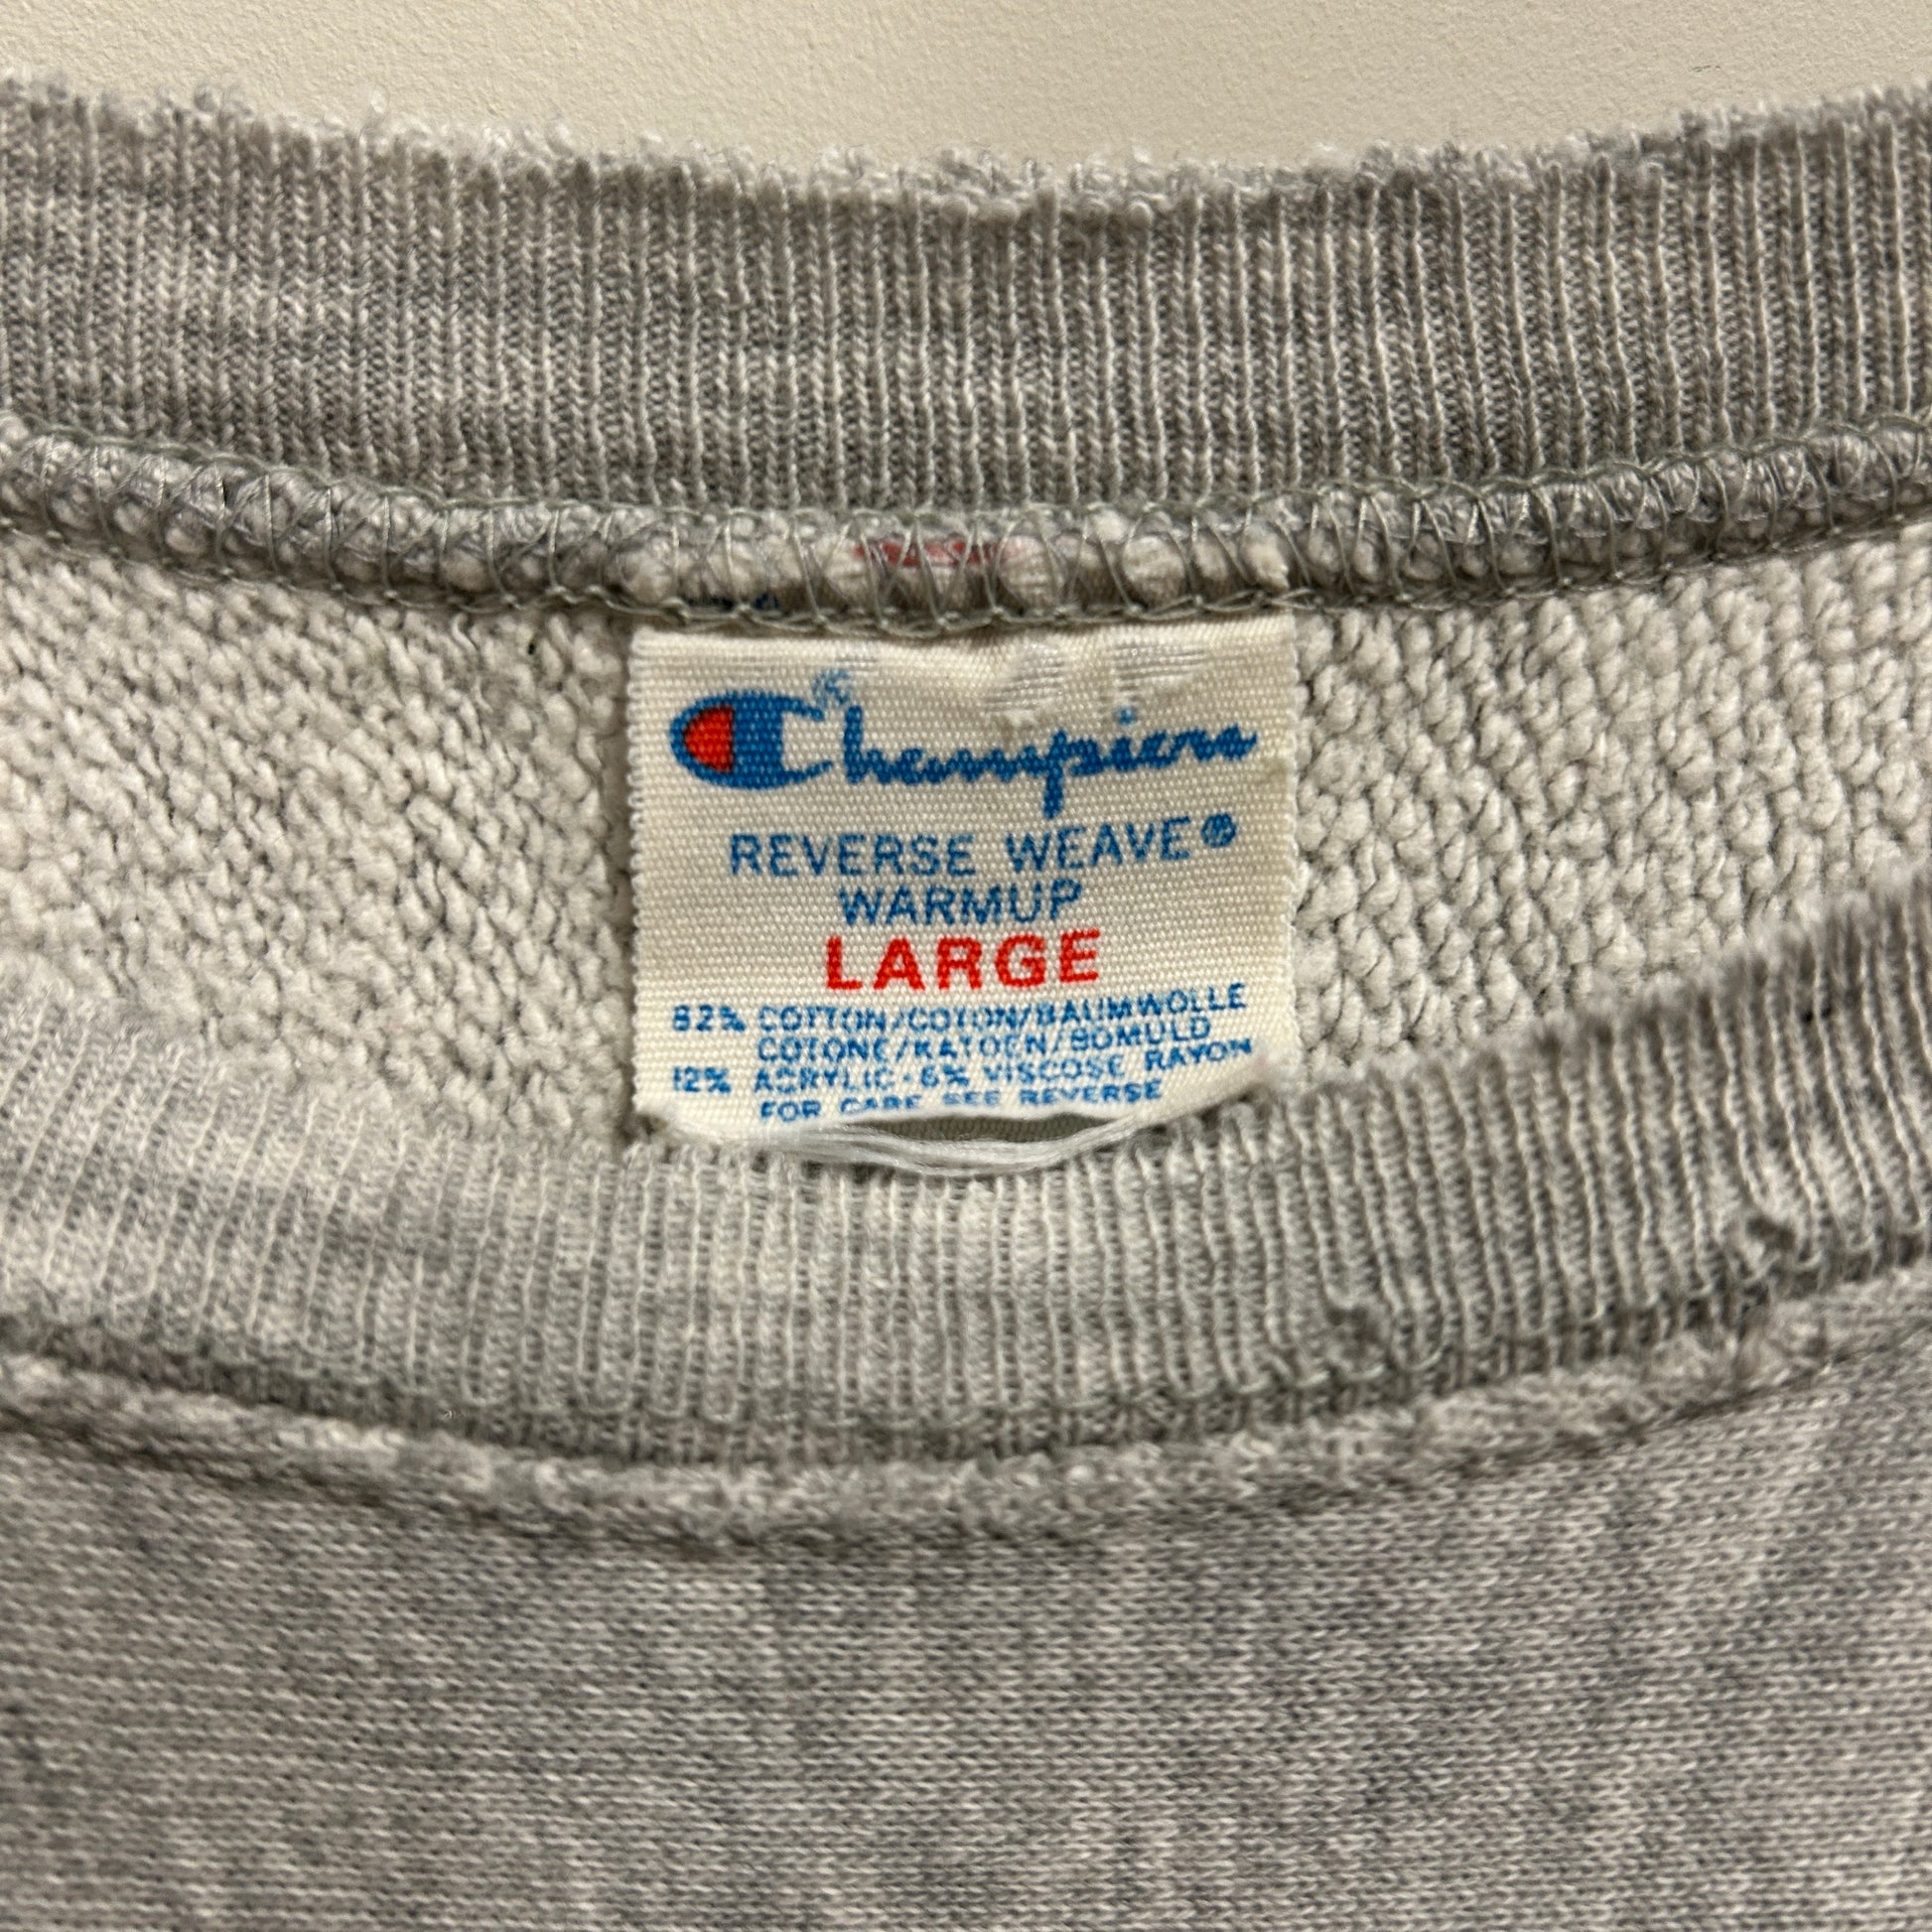 Champion®
REVERSE WEAVE®
WARMUP
LARGE
82% COTTON/COTON/BAUMWOLLE
COTONE/KATOEN/BOMULD
12% ACRYLIC-6% VISCOSE RAYON
FOR CARE SEE REVERSE